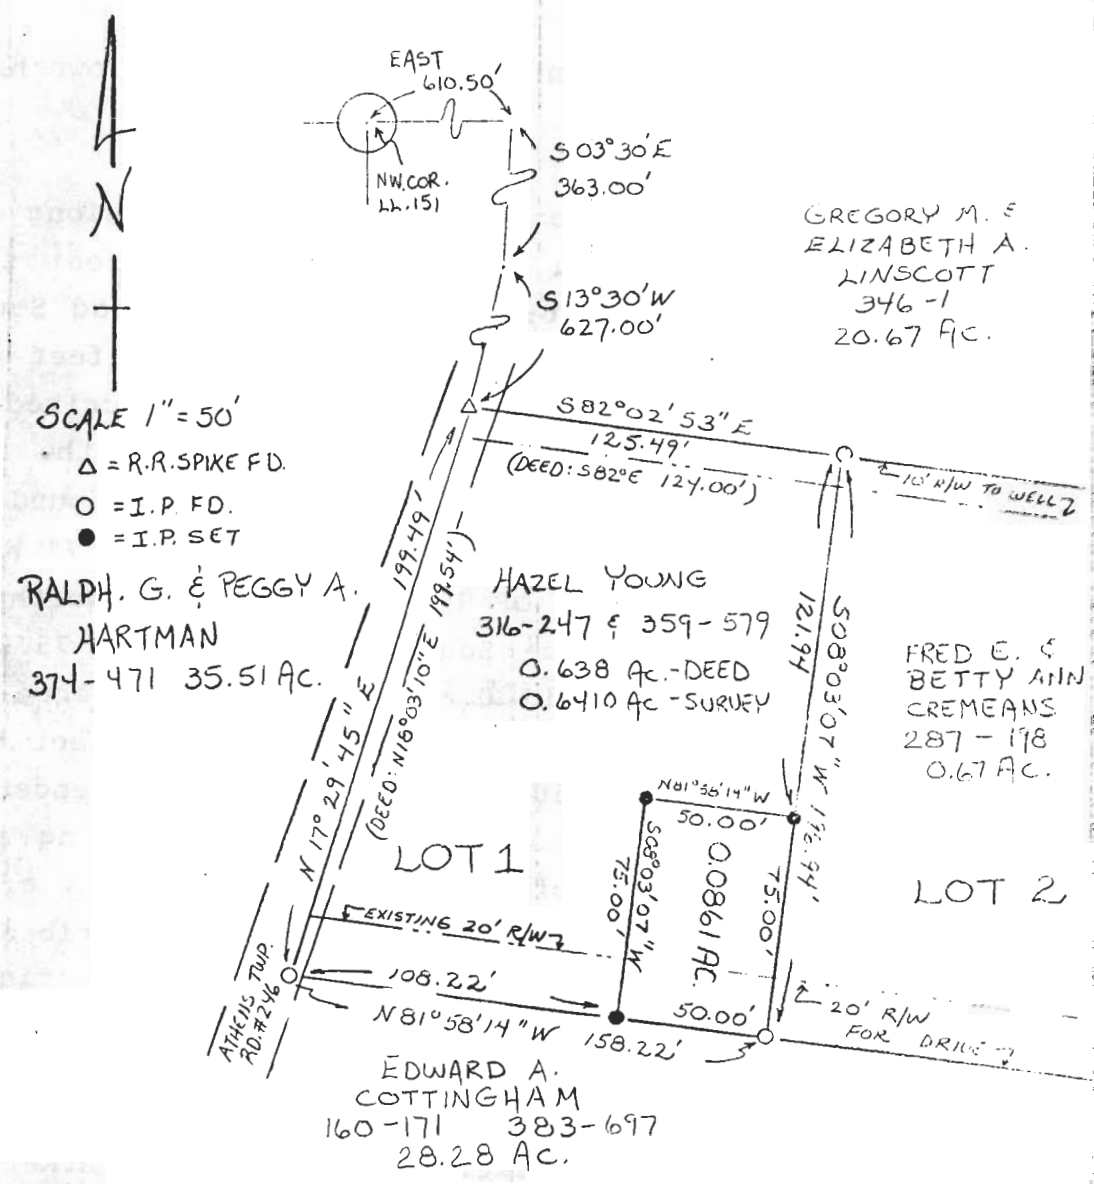 EAST
610.50'
S 03°30' E
363.00'
NW. COR.
LL. 151
S 13°30' W
627.00'
GREGORY M. &
ELIZABETH A.
LINSCOTT
346 - 1
20.67 AC.
N
SCALE 1" = 50'
△ = R.R. SPIKE FD.
○ = I.P. FD.
● = I.P. SET
S 82°02' 53" E
125.49'
(DEED: S82°E 124.00')
10' R/W TO WELL
RALPH. G. & PEGGY A.
HARTMAN
374 - 471 35.51 AC.
199.49'
N 17° 29' 45" E
(DEED: N18°03'10"E 199.54')
HAZEL YOUNG
316-247 & 359-579
0.638 AC.-DEED
0.6410 AC-SURVEY
121.94
S08°03'07" W 196.94'
FRED E. &
BETTY ANN
CREMEANS
287 - 198
0.67 AC.
N81°58'14" W
50.00'
S08°03'07" W
75.00'
0.0861 AC.
75.00'
LOT 1
LOT 2
EXISTING 20' R/W
108.22'
50.00'
N 81°58'14" W
158.22'
20' R/W
FOR DRIVE
ATHENS TWP.
RD. #246
EDWARD A.
COTTINGHAM
160-171 383-697
28.28 AC.